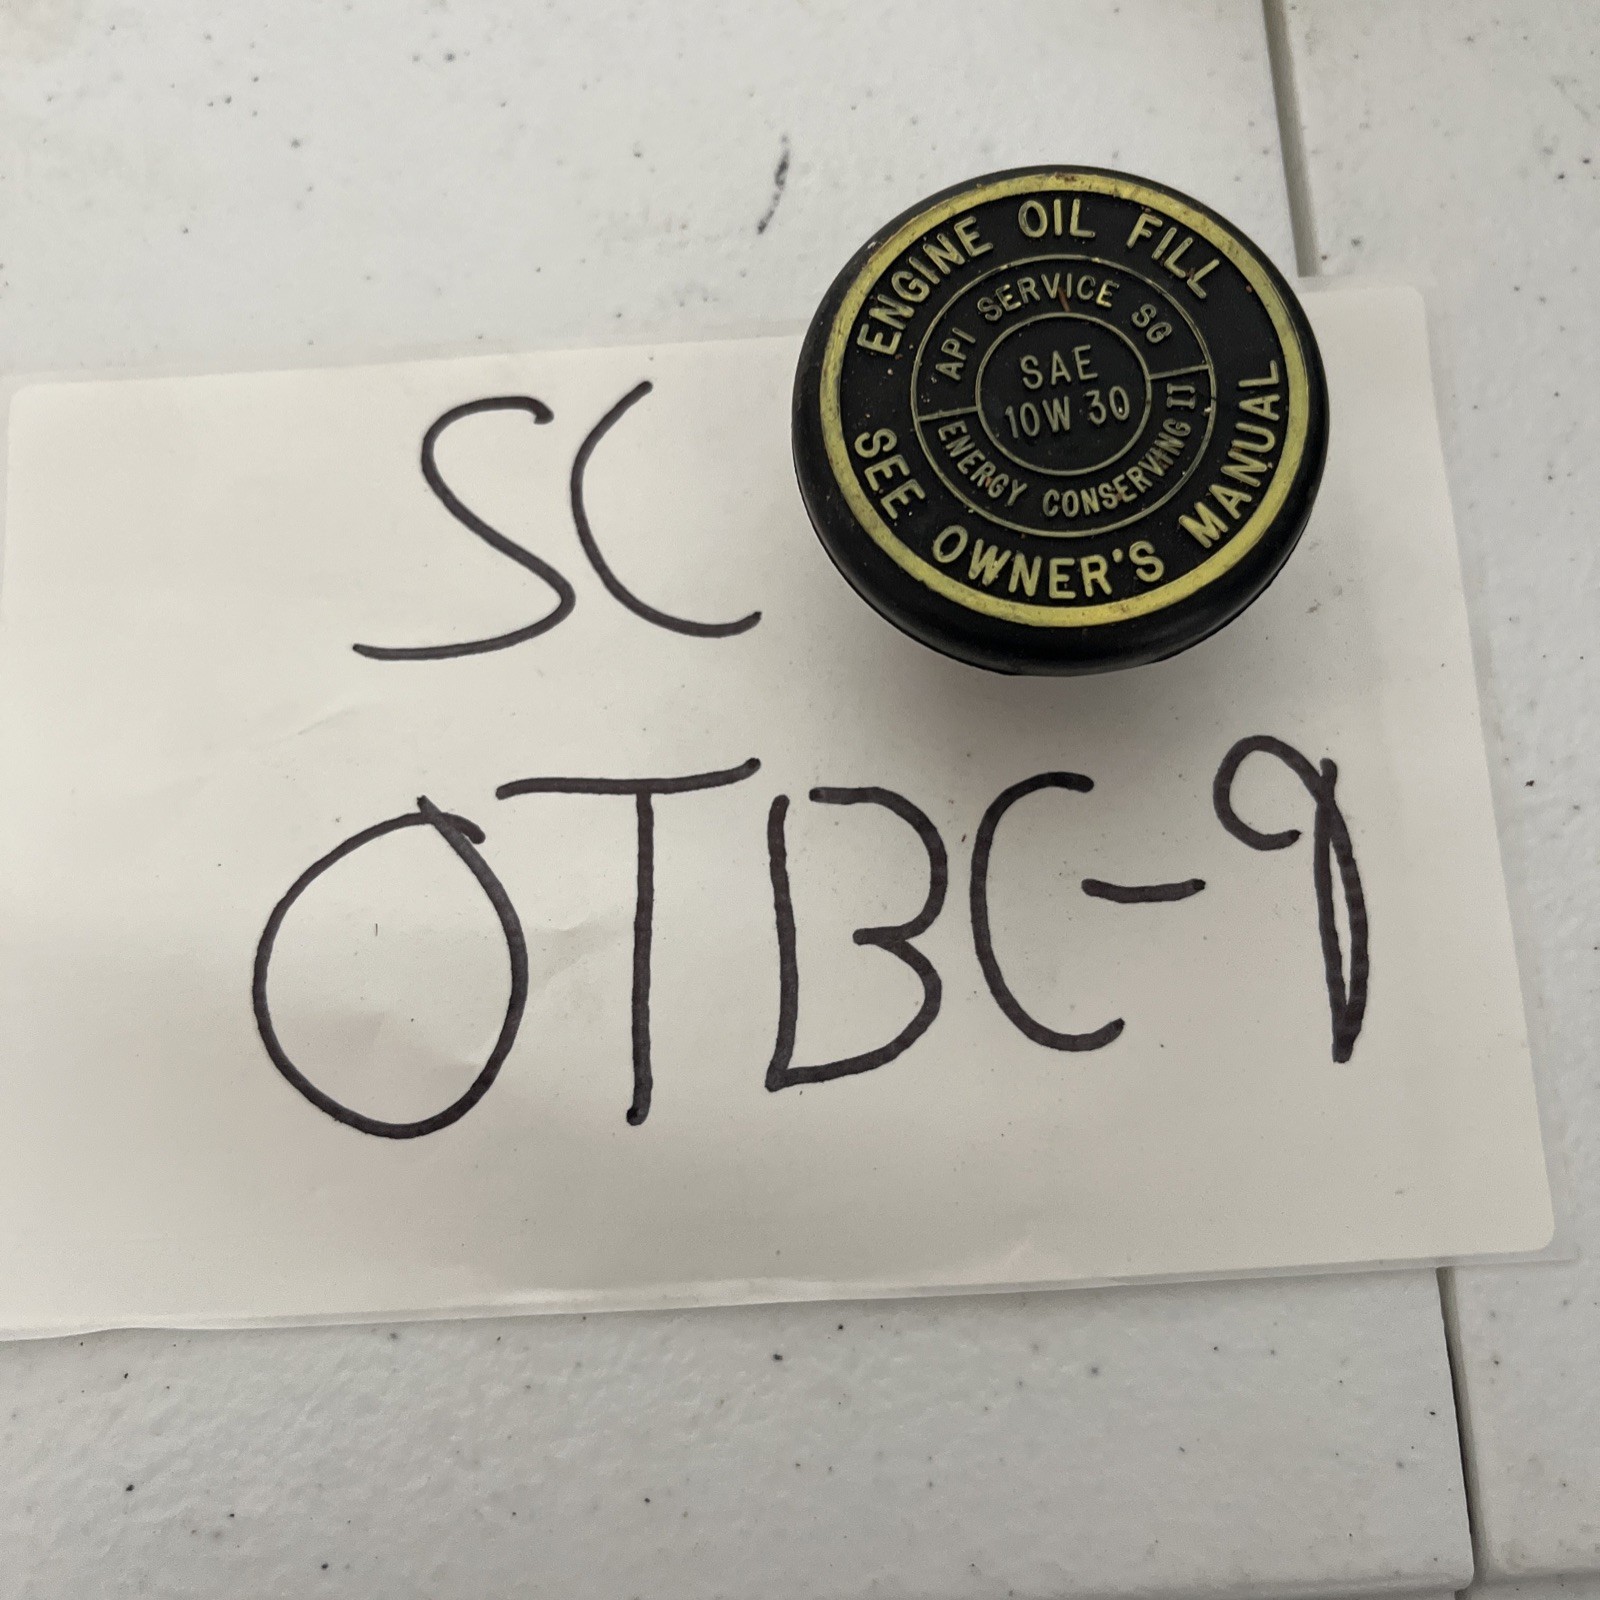 ENGINE OIL FILL
SEE OWNER'S MANUAL
API SERVICE SG
ENERGY CONSERVING II
SAE
10W 30
SC
OTBC-9